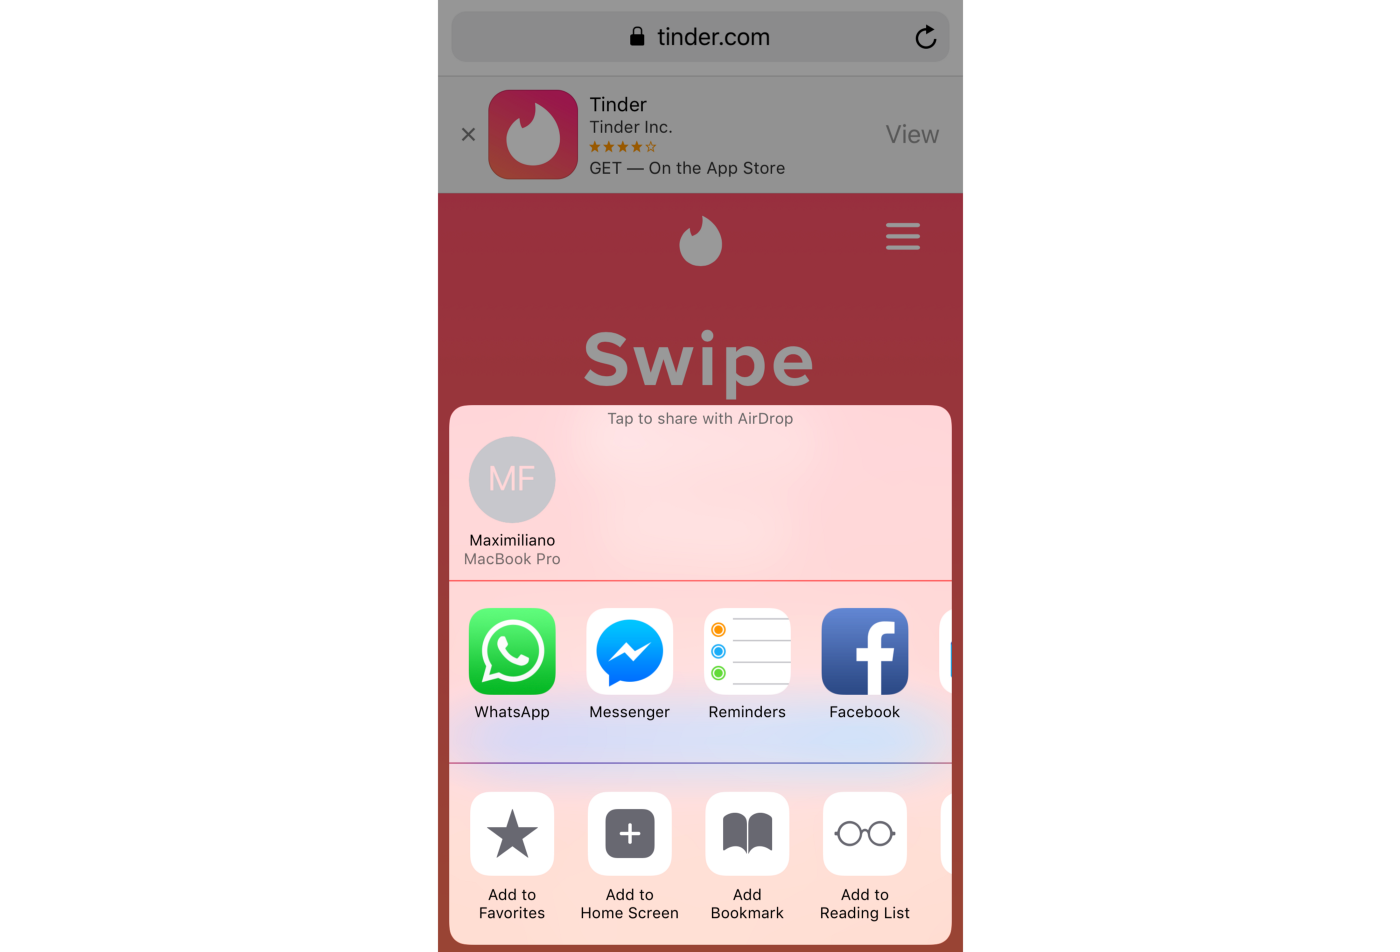 tinder.com
Tinder
Tinder Inc.
GET — On the App Store
View
Swipe
Tap to share with AirDrop
MF
Maximiliano
MacBook Pro
WhatsApp
Messenger
Reminders
Facebook
Add to
Favorites
Add to
Home Screen
Add
Bookmark
Add to
Reading List